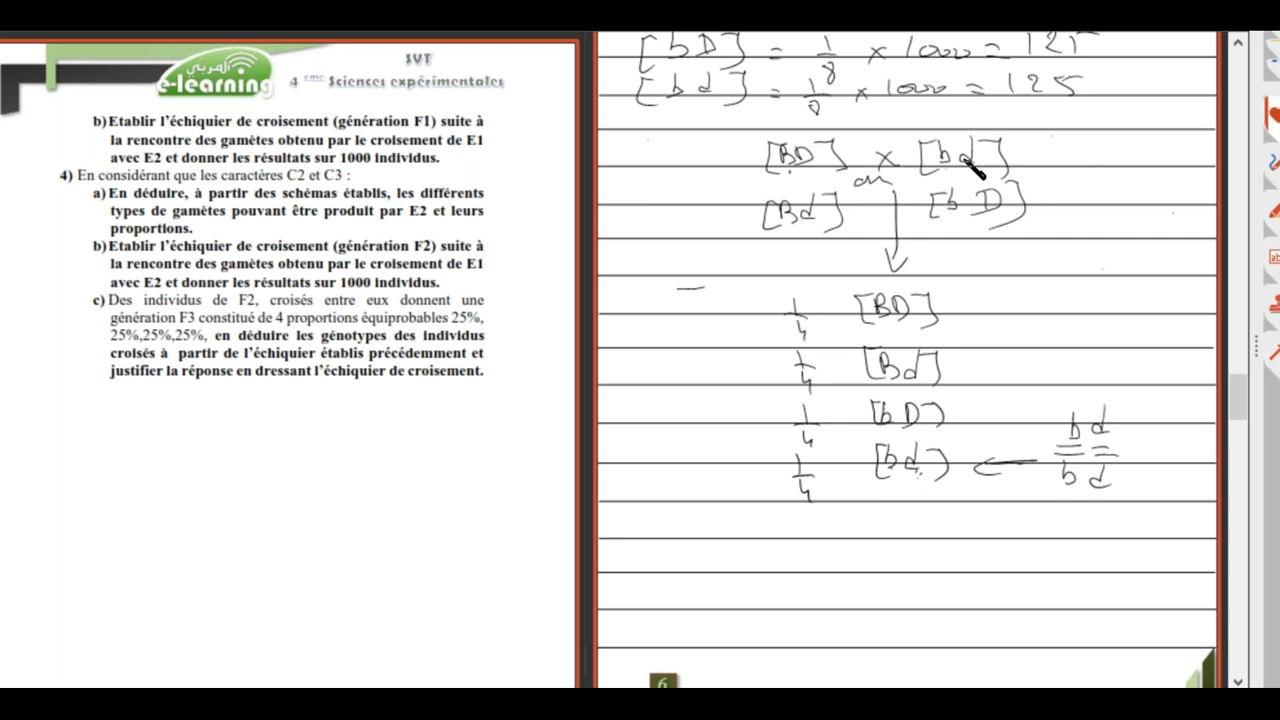 العربي
e-learning
SVT
4 ème Sciences expérimentales
b) Etablir l'échiquier de croisement (génération F1) suite à
la rencontre des gamètes obtenu par le croisement de E1
avec E2 et donner les résultats sur 1000 individus.
4) En considérant que les caractères C2 et C3 :
a) En déduire, à partir des schémas établis, les différents
types de gamètes pouvant être produit par E2 et leurs
proportions.
b) Etablir l'échiquier de croisement (génération F2) suite à
la rencontre des gamètes obtenu par le croisement de E1
avec E2 et donner les résultats sur 1000 individus.
c) Des individus de F2, croisés entre eux donnent une
génération F3 constitué de 4 proportions équiprobables 25%,
25%,25%,25%, en déduire les génotypes des individus
croisés à partir de l'échiquier établis précédemment et
justifier la réponse en dressant l'échiquier de croisement.
[bD] = 1/8 × 1000 = 125
[bd] = 1/8 × 1000 = 125
[BD] × [bd]
ou
[Bd] [bD]
1/4 [BD]
1/4 [Bd]
1/4 [bD]
1/4 [bd] ← b d
b d
6